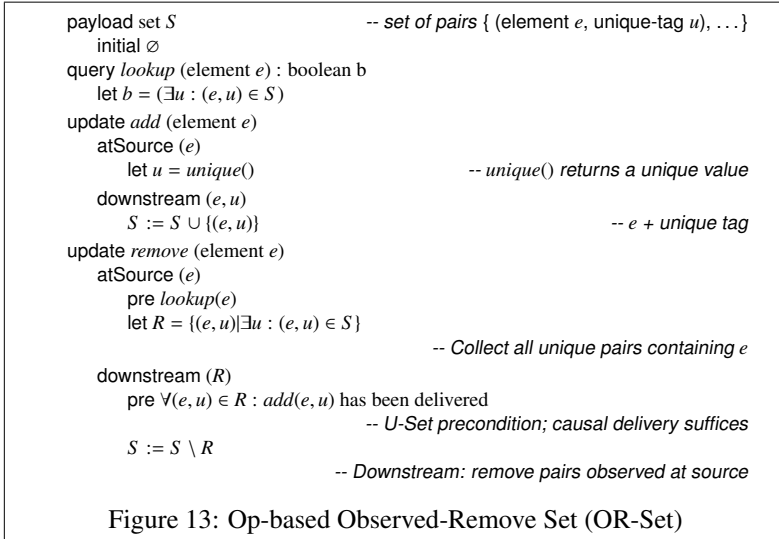 payload set S -- set of pairs { (element e, unique-tag u), . . . }
initial ∅
query lookup (element e) : boolean b
let b = (∃u : (e, u) ∈ S)
update add (element e)
atSource (e)
let u = unique() -- unique() returns a unique value
downstream (e, u)
S := S ∪ {(e, u)} -- e + unique tag
update remove (element e)
atSource (e)
pre lookup(e)
let R = {(e, u)|∃u : (e, u) ∈ S}
-- Collect all unique pairs containing e
downstream (R)
pre ∀(e, u) ∈ R : add(e, u) has been delivered
-- U-Set precondition; causal delivery suffices
S := S \ R
-- Downstream: remove pairs observed at source
Figure 13: Op-based Observed-Remove Set (OR-Set)